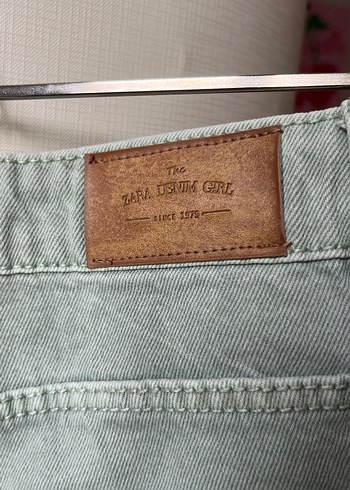 The
ZARA DENIM GIRL
SINCE 1975